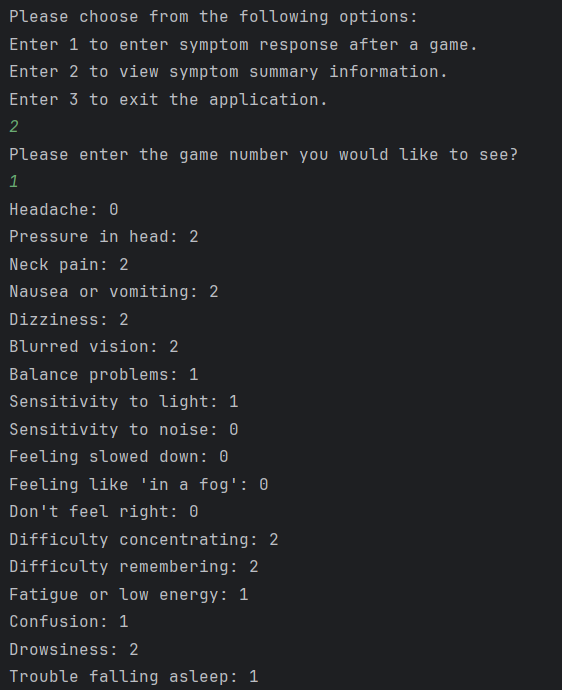 Please choose from the following options:
Enter 1 to enter symptom response after a game.
Enter 2 to view symptom summary information.
Enter 3 to exit the application.
2
Please enter the game number you would like to see?
1
Headache: 0
Pressure in head: 2
Neck pain: 2
Nausea or vomiting: 2
Dizziness: 2
Blurred vision: 2
Balance problems: 1
Sensitivity to light: 1
Sensitivity to noise: 0
Feeling slowed down: 0
Feeling like 'in a fog': 0
Don't feel right: 0
Difficulty concentrating: 2
Difficulty remembering: 2
Fatigue or low energy: 1
Confusion: 1
Drowsiness: 2
Trouble falling asleep: 1